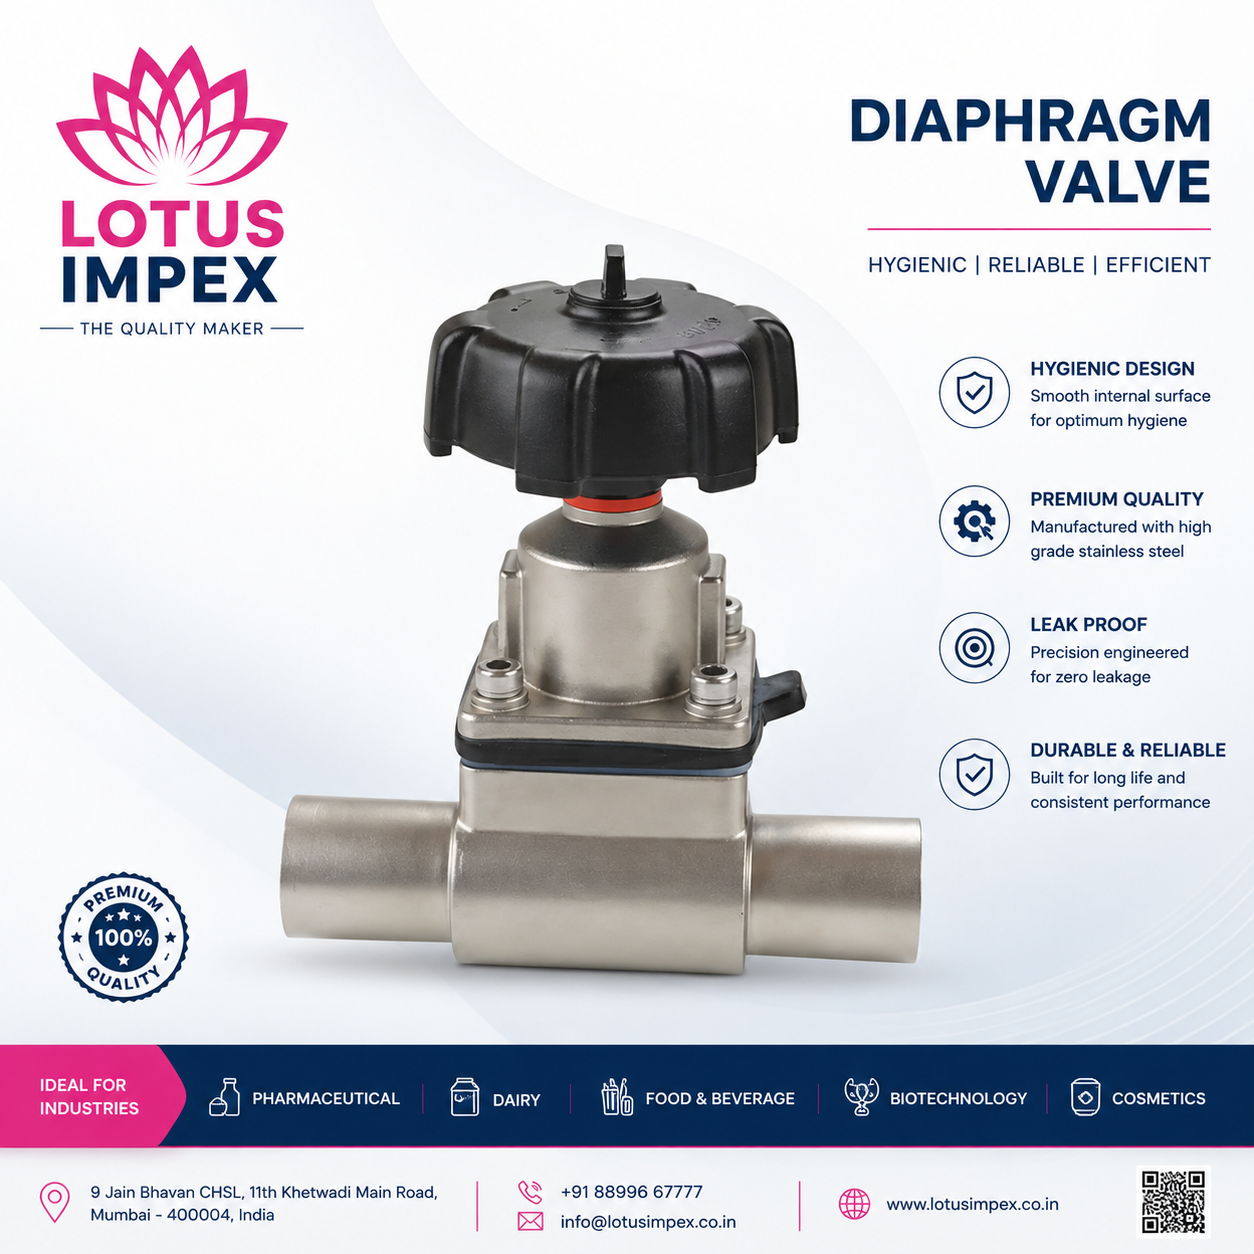 LOTUS
IMPEX
THE QUALITY MAKER
DIAPHRAGM
VALVE
HYGIENIC | RELIABLE | EFFICIENT
HYGIENIC DESIGN
Smooth internal surface
for optimum hygiene
PREMIUM QUALITY
Manufactured with high
grade stainless steel
LEAK PROOF
Precision engineered
for zero leakage
DURABLE & RELIABLE
Built for long life and
consistent performance
PREMIUM
100%
QUALITY
IDEAL FOR
INDUSTRIES
PHARMACEUTICAL
DAIRY
FOOD & BEVERAGE
BIOTECHNOLOGY
COSMETICS
9 Jain Bhavan CHSL, 11th Khetwadi Main Road,
Mumbai - 400004, India
+91 88996 67777
info@lotusimpex.co.in
www.lotusimpex.co.in